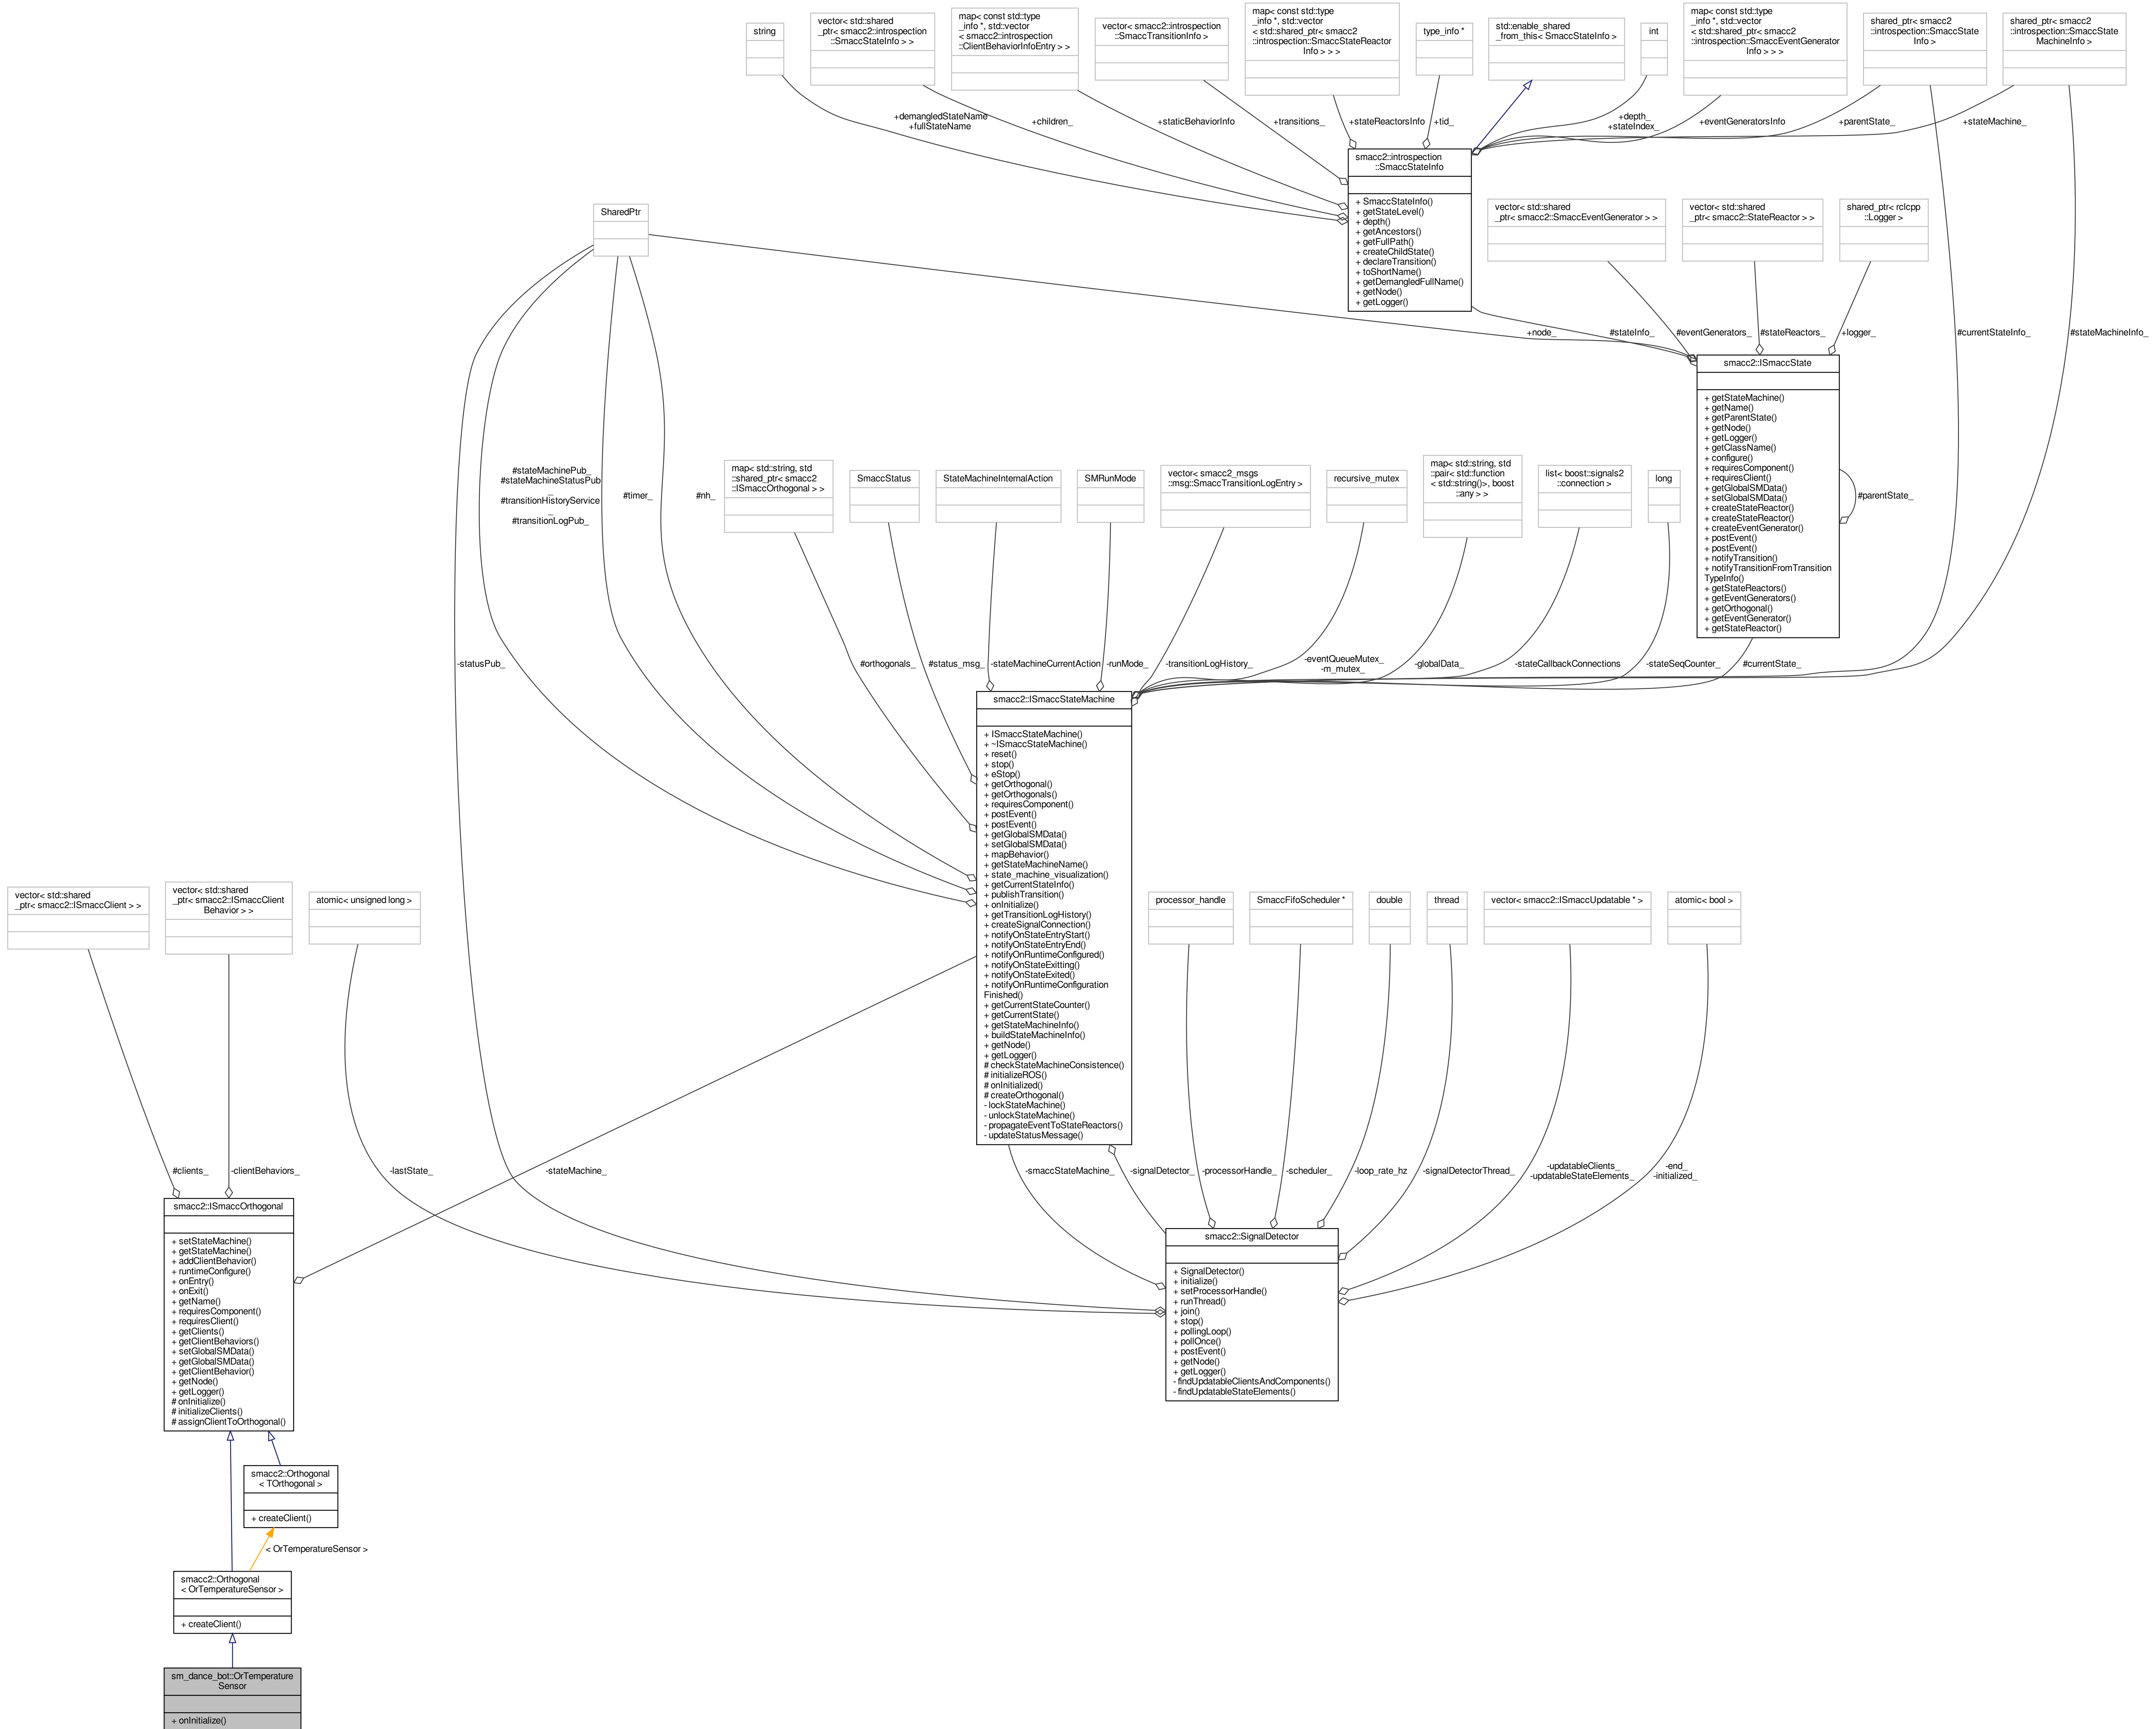 string
vector< std::shared
_ptr< smacc2::introspection
::SmaccStateInfo > >
map< const std::type
_info *, std::vector
< smacc2::introspection
::ClientBehaviorInfoEntry > >
vector< smacc2::introspection
::SmaccTransitionInfo >
map< const std::type
_info *, std::vector
< std::shared_ptr< smacc2
::introspection::SmaccStateReactor
Info > > >
type_info *
std::enable_shared
_from_this< SmaccStateInfo >
int
map< const std::type
_info *, std::vector
< std::shared_ptr< smacc2
::introspection::SmaccEventGenerator
Info > > >
shared_ptr< smacc2
::introspection::SmaccState
Info >
shared_ptr< smacc2
::introspection::SmaccState
MachineInfo >
+demangledStateName
+fullStateName
+children_
+staticBehaviorInfo
+transitions_
+stateReactorsInfo
+tid_
+depth_
+stateIndex_
+eventGeneratorsInfo
+parentState_
+stateMachine_
smacc2::introspection
::SmaccStateInfo
+ SmaccStateInfo()
+ getStateLevel()
+ depth()
+ getAncestors()
+ getFullPath()
+ createChildState()
+ declareTransition()
+ toShortName()
+ getDemangledFullName()
+ getNode()
+ getLogger()
SharedPtr
vector< std::shared
_ptr< smacc2::SmaccEventGenerator > >
vector< std::shared
_ptr< smacc2::StateReactor > >
shared_ptr< rclcpp
::Logger >
+node_
#stateInfo_
#eventGenerators_
#stateReactors_
+logger_
#currentStateInfo_
#stateMachineInfo_
smacc2::ISmaccState
+ getStateMachine()
+ getName()
+ getParentState()
+ getNode()
+ getLogger()
+ getClassName()
+ configure()
+ requiresComponent()
+ requiresClient()
+ getGlobalSMData()
+ setGlobalSMData()
+ createStateReactor()
+ createStateReactor()
+ createEventGenerator()
+ postEvent()
+ postEvent()
+ notifyTransition()
+ notifyTransitionFromTransition
TypeInfo()
+ getStateReactors()
+ getEventGenerators()
+ getOrthogonal()
+ getEventGenerator()
+ getStateReactor()
#parentState_
#stateMachinePub_
#stateMachineStatusPub
_
#transitionHistoryService
_
#transitionLogPub_
#timer_
#nh_
map< std::string, std
::shared_ptr< smacc2
::ISmaccOrthogonal > >
SmaccStatus
StateMachineInternalAction
SMRunMode
vector< smacc2_msgs
::msg::SmaccTransitionLogEntry >
recursive_mutex
map< std::string, std
::pair< std::function
< std::string()>, boost
::any > >
list< boost::signals2
::connection >
long
-statusPub_
#orthogonals_
#status_msg_
-stateMachineCurrentAction
-runMode_
-transitionLogHistory_
-eventQueueMutex_
-m_mutex_
-globalData_
-stateCallbackConnections
-stateSeqCounter_
#currentState_
smacc2::ISmaccStateMachine
+ ISmaccStateMachine()
+ ~ISmaccStateMachine()
+ reset()
+ stop()
+ eStop()
+ getOrthogonal()
+ getOrthogonals()
+ requiresComponent()
+ postEvent()
+ postEvent()
+ getGlobalSMData()
+ setGlobalSMData()
+ mapBehavior()
+ getStateMachineName()
+ state_machine_visualization()
+ getCurrentStateInfo()
+ publishTransition()
+ onInitialize()
+ getTransitionLogHistory()
+ createSignalConnection()
+ notifyOnStateEntryStart()
+ notifyOnStateEntryEnd()
+ notifyOnRuntimeConfigured()
+ notifyOnStateExitting()
+ notifyOnStateExited()
+ notifyOnRuntimeConfiguration
Finished()
+ getCurrentStateCounter()
+ getCurrentState()
+ getStateMachineInfo()
+ buildStateMachineInfo()
+ getNode()
+ getLogger()
# checkStateMachineConsistence()
# initializeROS()
# onInitialized()
# createOrthogonal()
- lockStateMachine()
- unlockStateMachine()
- propagateEventToStateReactors()
- updateStatusMessage()
vector< std::shared
_ptr< smacc2::ISmaccClient > >
vector< std::shared
_ptr< smacc2::ISmaccClient
Behavior > >
atomic< unsigned long >
processor_handle
SmaccFifoScheduler *
double
thread
vector< smacc2::ISmaccUpdatable * >
atomic< bool >
#clients_
-clientBehaviors_
-lastState_
-stateMachine_
-smaccStateMachine_
-signalDetector_
-processorHandle_
-scheduler_
-loop_rate_hz
-signalDetectorThread_
-updatableClients_
-updatableStateElements_
-end_
-initialized_
smacc2::ISmaccOrthogonal
+ setStateMachine()
+ getStateMachine()
+ addClientBehavior()
+ runtimeConfigure()
+ onEntry()
+ onExit()
+ getName()
+ requiresComponent()
+ requiresClient()
+ getClients()
+ getClientBehaviors()
+ setGlobalSMData()
+ getGlobalSMData()
+ getClientBehavior()
+ getNode()
+ getLogger()
# onInitialize()
# initializeClients()
# assignClientToOrthogonal()
smacc2::SignalDetector
+ SignalDetector()
+ initialize()
+ setProcessorHandle()
+ runThread()
+ join()
+ stop()
+ pollingLoop()
+ pollOnce()
+ postEvent()
+ getNode()
+ getLogger()
- findUpdatableClientsAndComponents()
- findUpdatableStateElements()
smacc2::Orthogonal
< TOrthogonal >
+ createClient()
< OrTemperatureSensor >
smacc2::Orthogonal
< OrTemperatureSensor >
+ createClient()
sm_dance_bot::OrTemperature
Sensor
+ onInitialize()